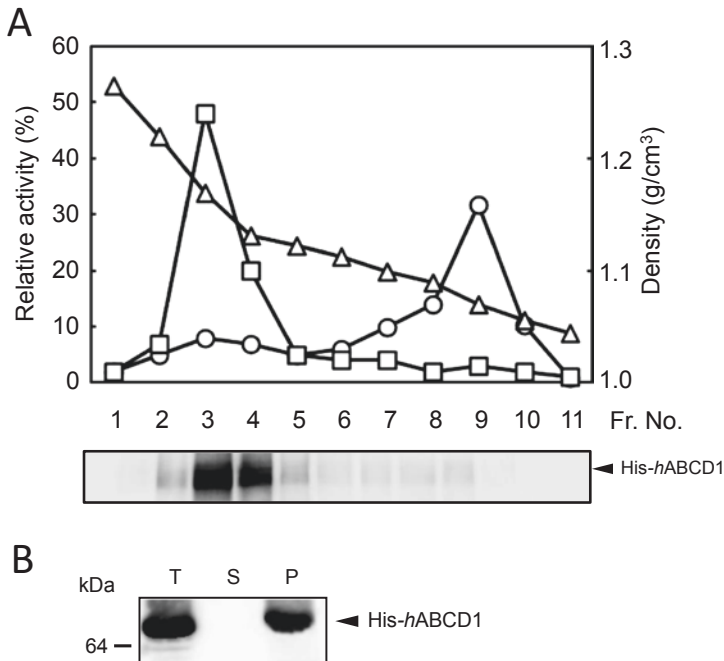 A
60
50
40
30
20
10
0
Relative activity (%)
1.3
1.2
1.1
1.0
Density (g/cm³)
1 2 3 4 5 6 7 8 9 10 11 Fr. No.
His-hABCD1
B
kDa T S P
His-hABCD1
64